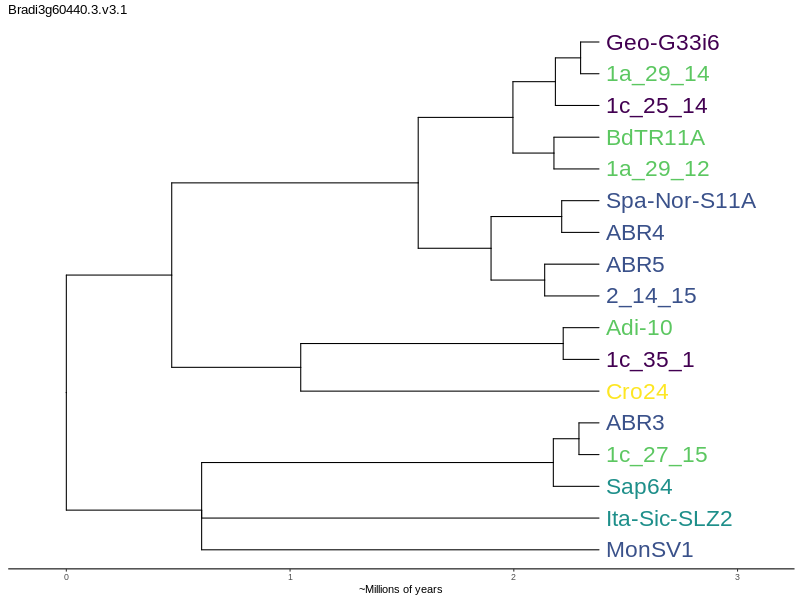 Bradi3g60440.3.v3.1
Geo-G33i6
1a_29_14
1c_25_14
BdTR11A
1a_29_12
Spa-Nor-S11A
ABR4
ABR5
2_14_15
Adi-10
1c_35_1
Cro24
ABR3
1c_27_15
Sap64
Ita-Sic-SLZ2
MonSV1
0 1 2 3
~Millions of years